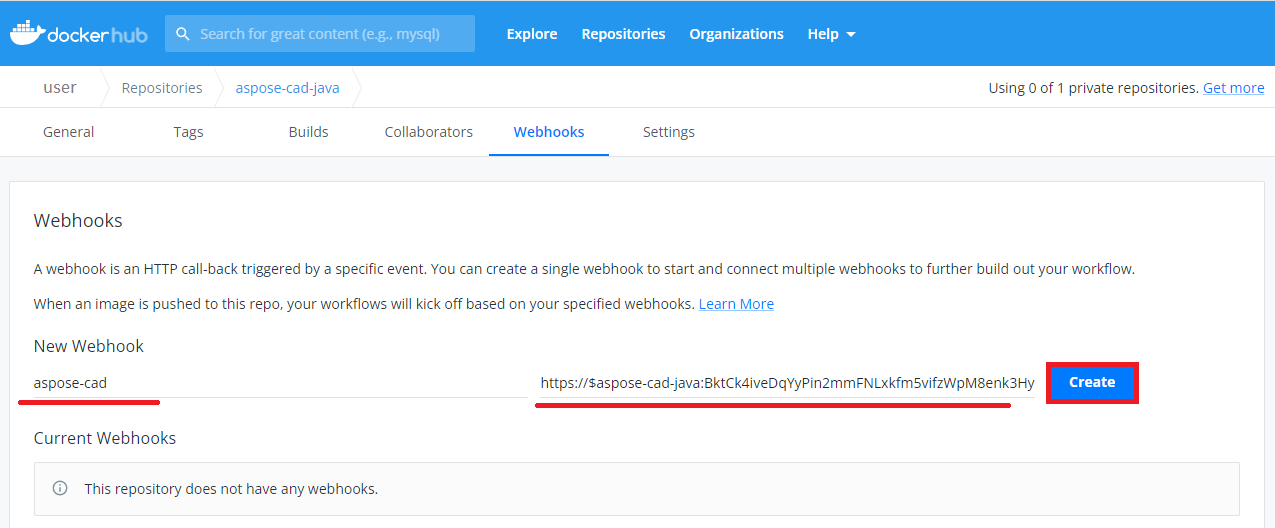 dockerhub Search for great content (e.g., mysql) Explore Repositories Organizations Help
user Repositories aspose-cad-java Using 0 of 1 private repositories. Get more
General Tags Builds Collaborators Webhooks Settings
Webhooks
A webhook is an HTTP call-back triggered by a specific event. You can create a single webhook to start and connect multiple webhooks to further build out your workflow.
When an image is pushed to this repo, your workflows will kick off based on your specified webhooks. Learn More
New Webhook
aspose-cad https://$aspose-cad-java:BktCk4iveDqYyPin2mmFNLxkfm5vifzWpM8enk3Hy Create
Current Webhooks
This repository does not have any webhooks.